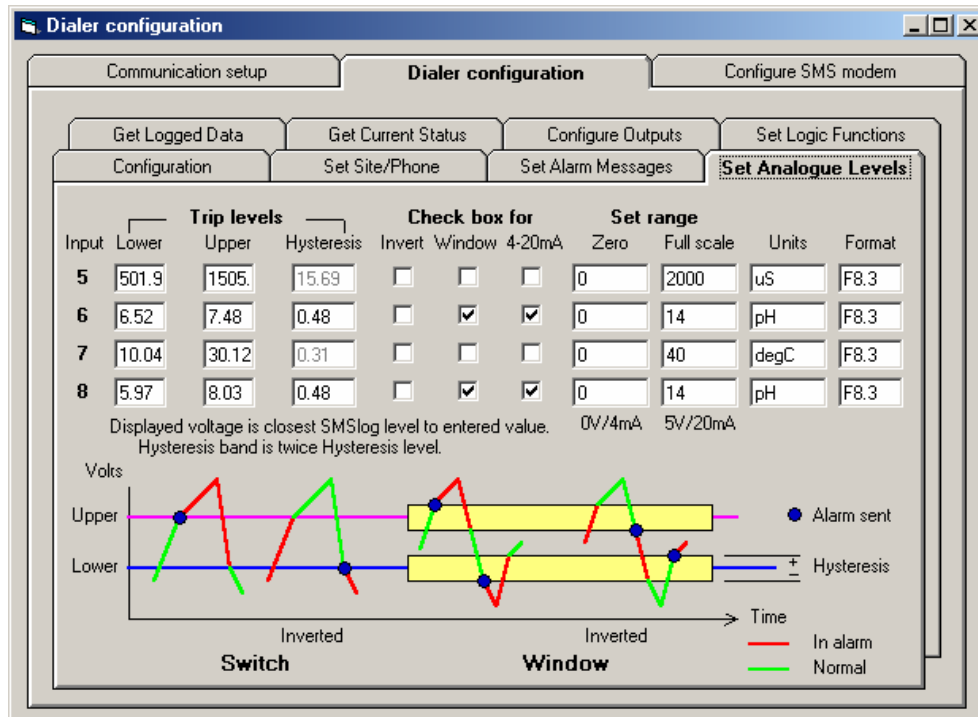 Dialer configuration
Communication setup Dialer configuration Configure SMS modem
Get Logged Data Get Current Status Configure Outputs Set Logic Functions
Configuration Set Site/Phone Set Alarm Messages Set Analogue Levels
Trip levels Check box for Set range
Input Lower Upper Hysteresis Invert Window 4-20mA Zero Full scale Units Format
5 501.9 1505. 15.69 0 2000 uS F8.3
6 6.52 7.48 0.48 0 14 pH F8.3
7 10.04 30.12 0.31 0 40 degC F8.3
8 5.97 8.03 0.48 0 14 pH F8.3
Displayed voltage is closest SMSlog level to entered value. 0V/4mA 5V/20mA
Hysteresis band is twice Hysteresis level.
Volts
Upper Alarm sent
Lower + Hysteresis
−
Time
Inverted Inverted In alarm
Switch Window Normal